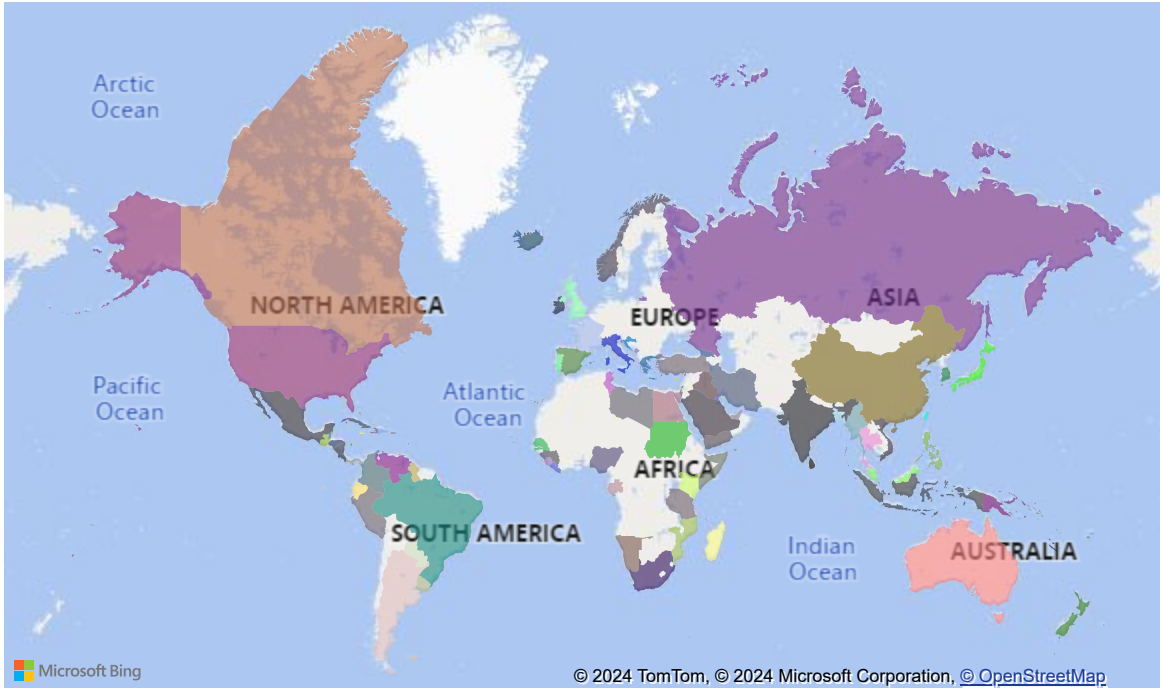 Arctic
Ocean
ASIA
NORTH AMERICA
EUROPE
Pacific
Ocean
Atlantic
Ocean
AFRICA
SOUTH AMERICA
Indian
Ocean
AUSTRALIA
Microsoft Bing
© 2024 TomTom, © 2024 Microsoft Corporation, © OpenStreetMap